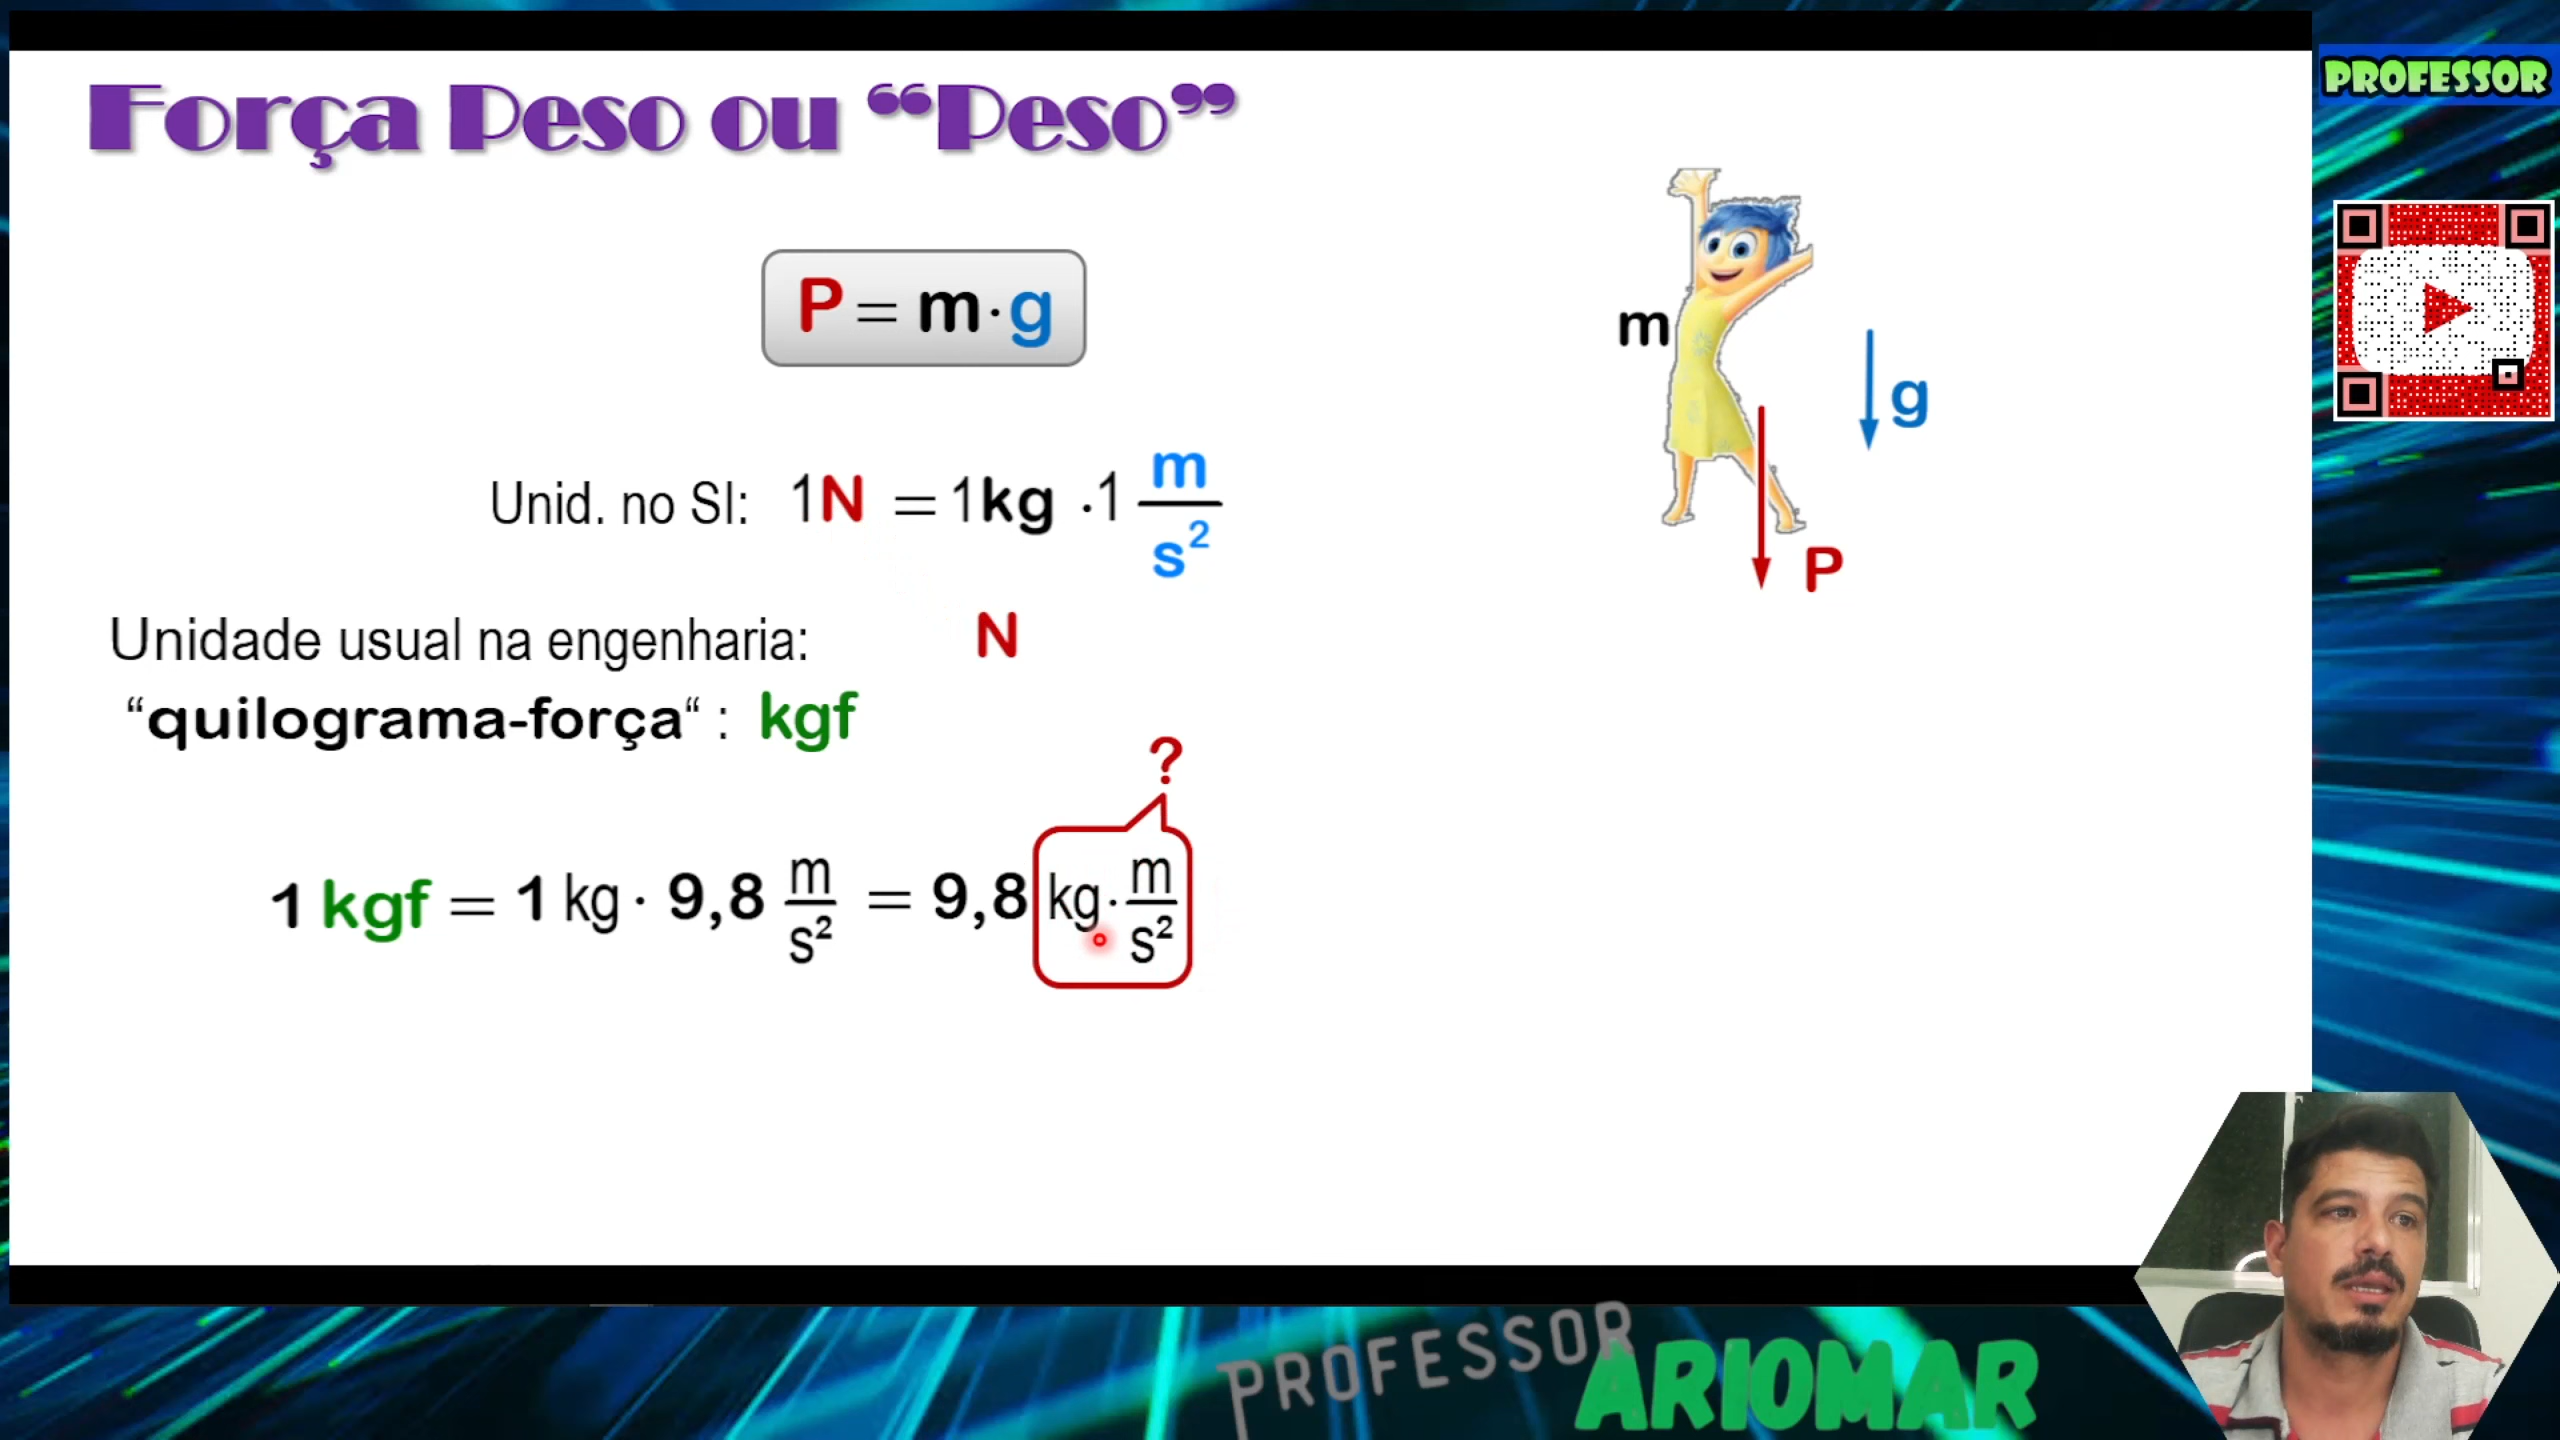 Força Peso ou “Peso”
P = m · g
m
g
P
Unid. no SI: 1N = 1kg · 1 m/s²
Unidade usual na engenharia: N
“quilograma-força“ : kgf
?
1 kgf = 1 kg · 9,8 m/s² = 9,8 kg · m/s²
PROFESSOR
PROFESSOR
ARIOMAR